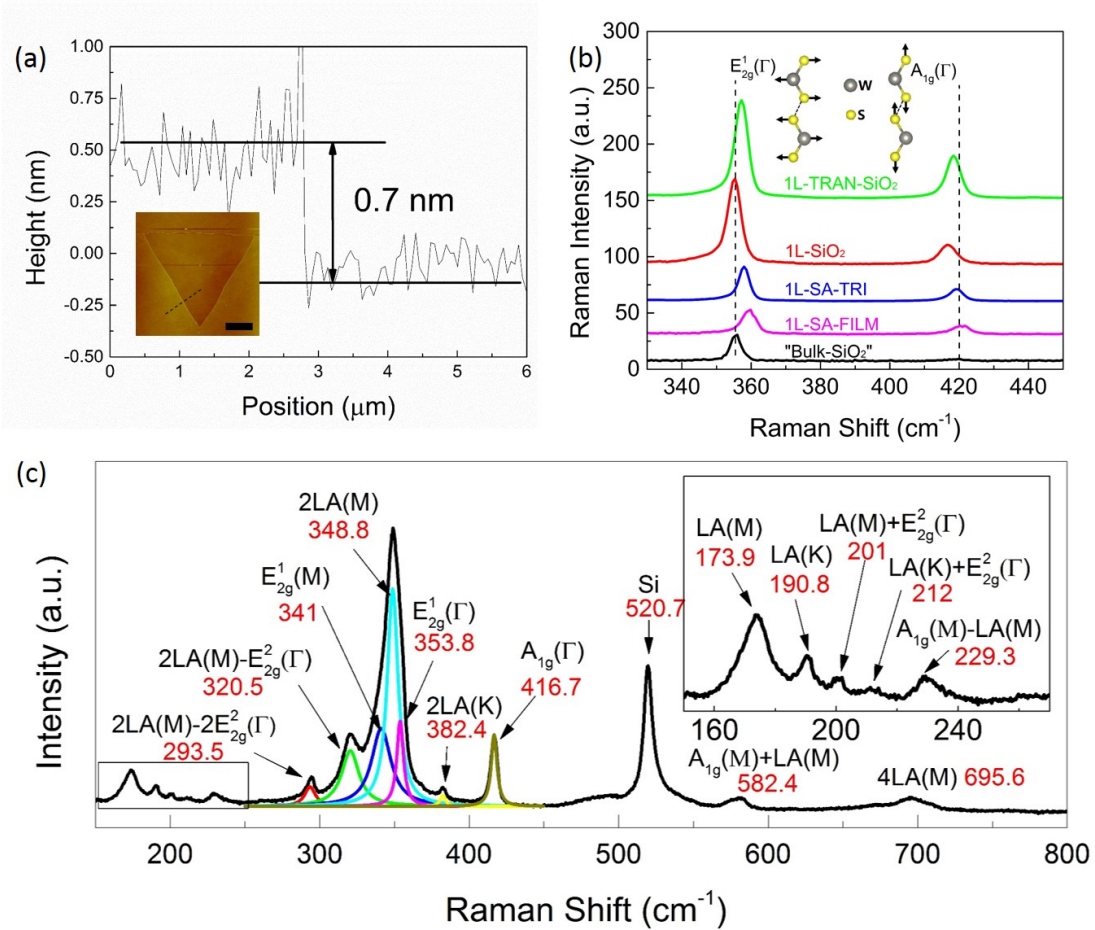 (a)
1.00
0.75
0.50
0.25
0.00
-0.25
-0.50
Height (nm)
0.7 nm
0 1 2 3 4 5 6
Position (μm)
(b)
300
250
200
150
100
50
0
Raman Intensity (a.u.)
E¹₂g(Γ)
A₁g(Γ)
W
S
1L-TRAN-SiO₂
1L-SiO₂
1L-SA-TRI
1L-SA-FILM
"Bulk-SiO₂"
340 360 380 400 420 440
Raman Shift (cm⁻¹)
(c)
Intensity (a.u.)
2LA(M)
348.8
E¹₂g(M)
341
E¹₂g(Γ)
353.8
2LA(M)-E²₂g(Γ)
320.5
2LA(M)-2E²₂g(Γ)
293.5
2LA(K)
382.4
A₁g(Γ)
416.7
Si
520.7
A₁g(M)+LA(M)
582.4
4LA(M) 695.6
LA(M)
173.9
LA(K)
190.8
LA(M)+E²₂g(Γ)
201
LA(K)+E²₂g(Γ)
212
A₁g(M)-LA(M)
229.3
160 200 240
200 300 400 500 600 700 800
Raman Shift (cm⁻¹)